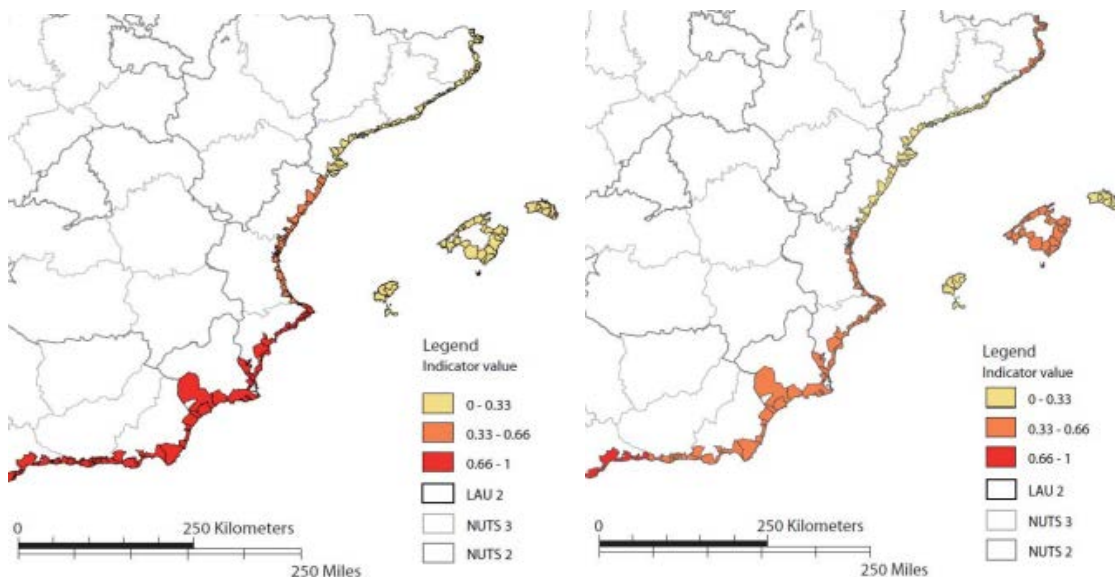 Legend
Indicator value
0 - 0.33
0.33 - 0.66
0.66 - 1
LAU 2
NUTS 3
NUTS 2
0 250 Kilometers
250 Miles
Legend
Indicator value
0 - 0.33
0.33 - 0.66
0.66 - 1
LAU 2
NUTS 3
NUTS 2
0 250 Kilometers
250 Miles